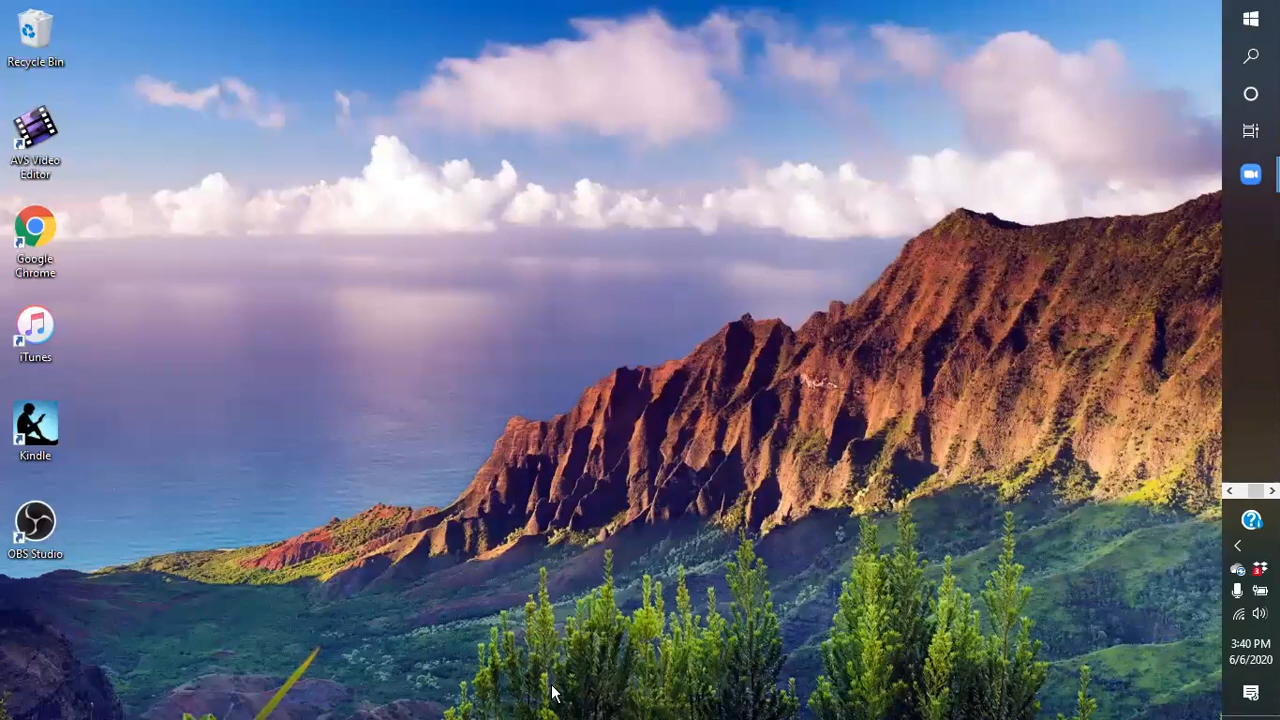 Recycle Bin
AVS Video
Editor
Google
Chrome
iTunes
Kindle
OBS Studio
3:40 PM
6/6/2020